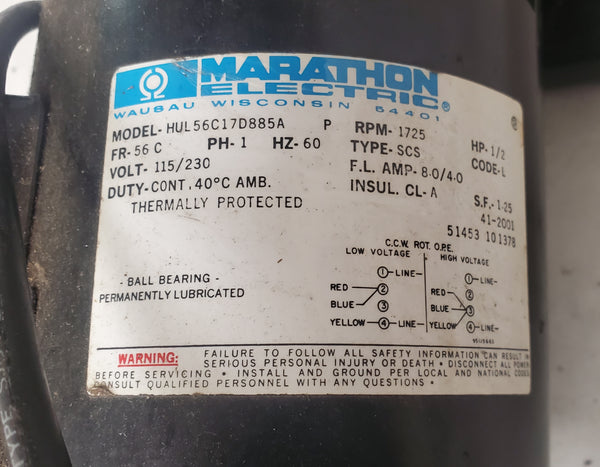 MARATHON
ELECTRIC®
WAUSAU WISCONSIN 54401
MODEL- HUL56C17D885A P RPM- 1725 HP- 1/2
FR- 56 C PH- 1 HZ- 60 TYPE- SCS CODE- L
VOLT- 115/230 F.L. AMP- 8.0/4.0
DUTY- CONT. 40°C AMB. INSUL. CL- A S.F.- 1.25
THERMALLY PROTECTED 41-2001
51453 101378
C.C.W. ROT. O.P.E.
LOW VOLTAGE HIGH VOLTAGE
1 LINE- 1 LINE-
RED 2 RED 2
BLUE 3 BLUE 3
YELLOW 4 LINE- YELLOW 4 LINE-
- BALL BEARING -
PERMANENTLY LUBRICATED
WARNING: FAILURE TO FOLLOW ALL SAFETY INFORMATION CAN RESULT IN
SERIOUS PERSONAL INJURY OR DEATH • DISCONNECT ALL POWER
BEFORE SERVICING • INSTALL AND GROUND PER LOCAL AND NATIONAL CODES
CONSULT QUALIFIED PERSONNEL WITH ANY QUESTIONS •
TYPE S